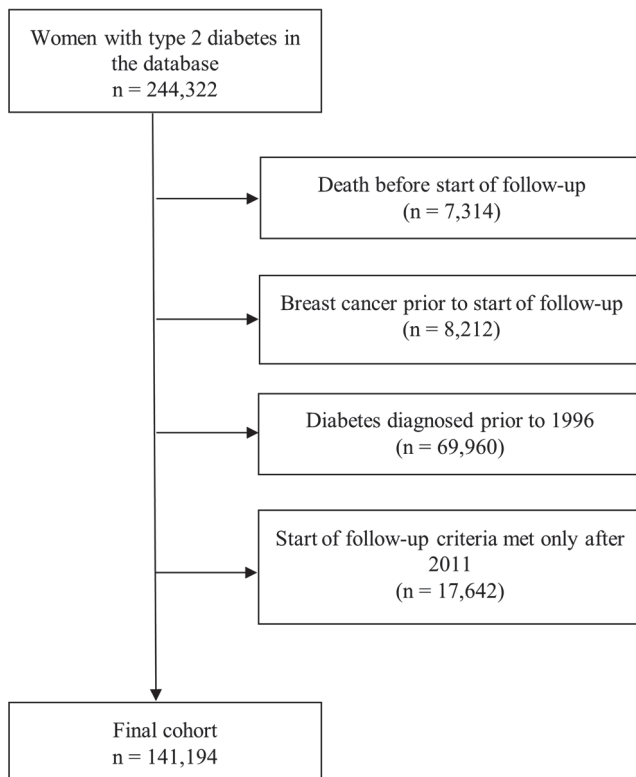 Women with type 2 diabetes in
the database
n = 244,322
Death before start of follow-up
(n = 7,314)
Breast cancer prior to start of follow-up
(n = 8,212)
Diabetes diagnosed prior to 1996
(n = 69,960)
Start of follow-up criteria met only after
2011
(n = 17,642)
Final cohort
n = 141,194